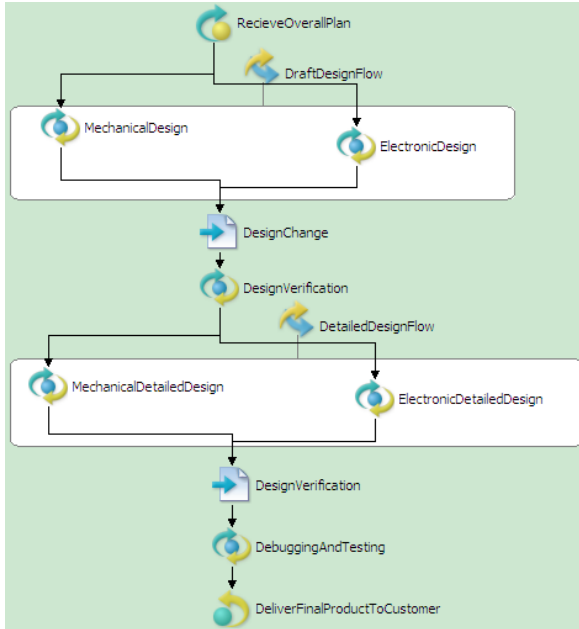 RecieveOverallPlan
DraftDesignFlow
MechanicalDesign
ElectronicDesign
DesignChange
DesignVerification
DetailedDesignFlow
MechanicalDetailedDesign
ElectronicDetailedDesign
DesignVerification
DebuggingAndTesting
DeliverFinalProductToCustomer